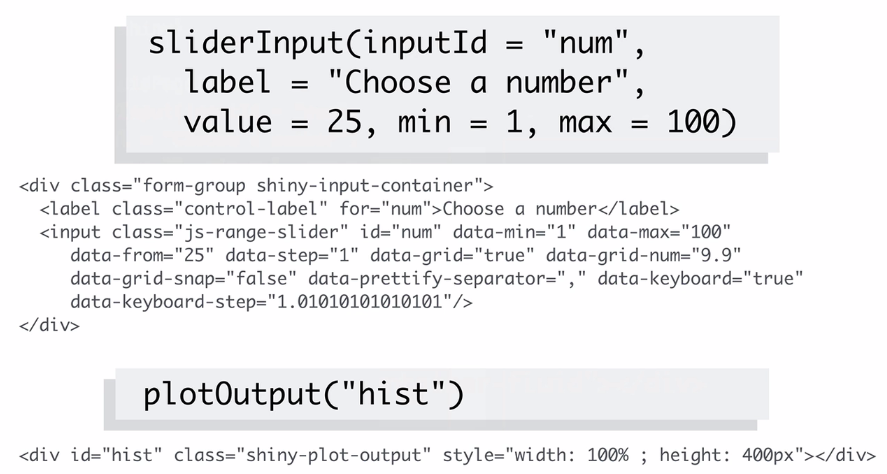 sliderInput(inputId = "num",
label = "Choose a number",
value = 25, min = 1, max = 100)
<div class="form-group shiny-input-container">
<label class="control-label" for="num">Choose a number</label>
<input class="js-range-slider" id="num" data-min="1" data-max="100"
data-from="25" data-step="1" data-grid="true" data-grid-num="9.9"
data-grid-snap="false" data-prettify-separator="," data-keyboard="true"
data-keyboard-step="1.01010101010101"/>
</div>
plotOutput("hist")
<div id="hist" class="shiny-plot-output" style="width: 100% ; height: 400px"></div>